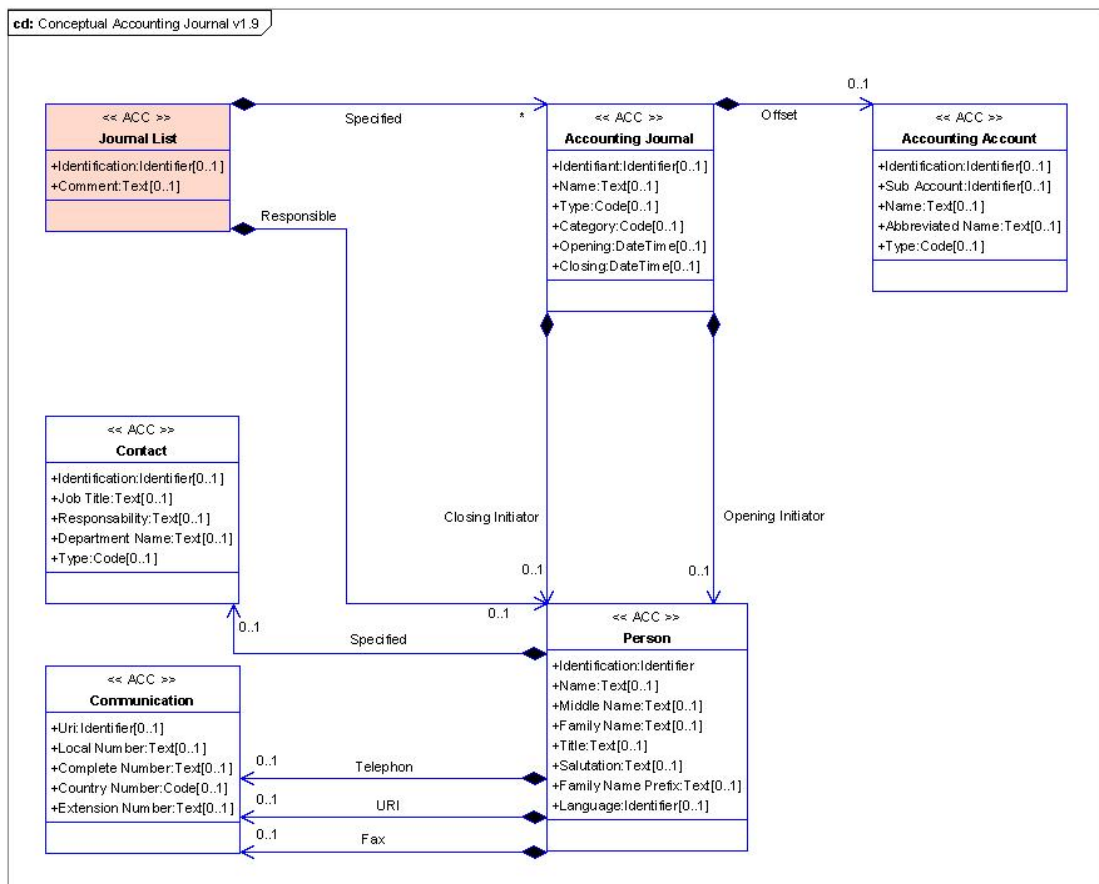 cd: Conceptual Accounting Journal v1.9
<< ACC >>
Journal List
+Identification:Identifier[0..1]
+Comment:Text[0..1]
Specified
*
<< ACC >>
Accounting Journal
+Identifiant:Identifier[0..1]
+Name:Text[0..1]
+Type:Code[0..1]
+Category:Code[0..1]
+Opening:DateTime[0..1]
+Closing:DateTime[0..1]
0..1
Offset
<< ACC >>
Accounting Account
+Identification:Identifier[0..1]
+Sub Account:Identifier[0..1]
+Name:Text[0..1]
+Abbreviated Name:Text[0..1]
+Type:Code[0..1]
Responsible
<< ACC >>
Contact
+Identification:Identifier[0..1]
+Job Title:Text[0..1]
+Responsability:Text[0..1]
+Department Name:Text[0..1]
+Type:Code[0..1]
Closing Initiator
Opening Initiator
0..1
0..1
0..1
0..1
Specified
<< ACC >>
Person
+Identification:Identifier
+Name:Text[0..1]
+Middle Name:Text[0..1]
+Family Name:Text[0..1]
+Title:Text[0..1]
+Salutation:Text[0..1]
+Family Name Prefix:Text[0..1]
+Language:Identifier[0..1]
<< ACC >>
Communication
+Uri:Identifier[0..1]
+Local Number:Text[0..1]
+Complete Number:Text[0..1]
+Country Number:Code[0..1]
+Extension Number:Text[0..1]
0..1
Telephon
0..1
URI
0..1
Fax